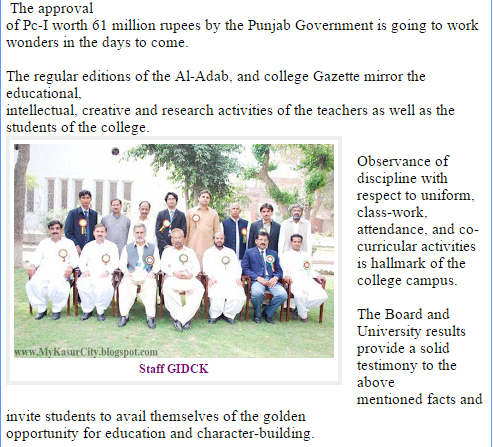 The approval
of Pc-I worth 61 million rupees by the Punjab Government is going to work
wonders in the days to come.
The regular editions of the Al-Adab, and college Gazette mirror the
educational,
intellectual, creative and research activities of the teachers as well as the
students of the college.
www.MyKasurCity.blogspot.com
Staff GIDCK
Observance of
discipline with
respect to uniform,
class-work,
attendance, and co-
curricular activities
is hallmark of the
college campus.
The Board and
University results
provide a solid
testimony to the
above
mentioned facts and
invite students to avail themselves of the golden
opportunity for education and character-building.